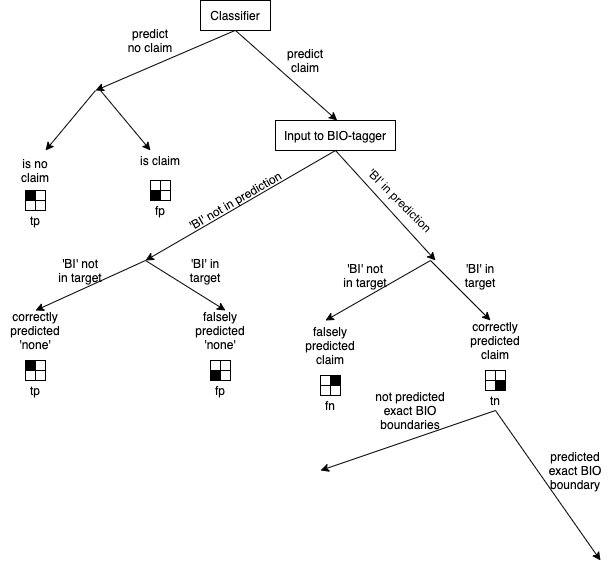 Classifier
predict
no claim
predict
claim
Input to BIO-tagger
is no
claim
tp
is claim
fp
'BI' not in prediction
'BI' in prediction
'BI' not
in target
'BI' in
target
'BI' not
in target
'BI' in
target
correctly
predicted
'none'
tp
falsely
predicted
'none'
fp
falsely
predicted
claim
fn
correctly
predicted
claim
tn
not predicted
exact BIO
boundaries
predicted
exact BIO
boundary